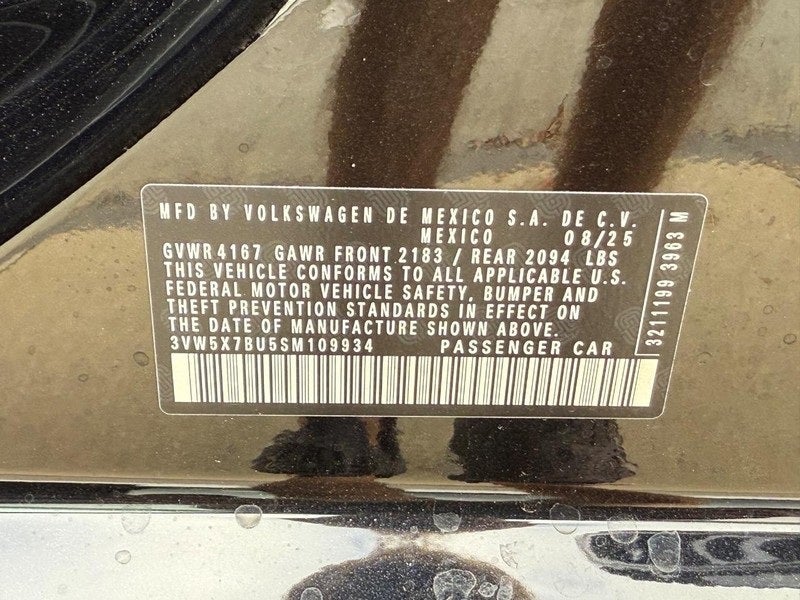 MFD BY VOLKSWAGEN DE MEXICO S.A. DE C.V.
MEXICO 08/25
GVWR 4167 GAWR FRONT 2183 / REAR 2094 LBS
THIS VEHICLE CONFORMS TO ALL APPLICABLE U.S.
FEDERAL MOTOR VEHICLE SAFETY, BUMPER AND
THEFT PREVENTION STANDARDS IN EFFECT ON
THE DATE OF MANUFACTURE SHOWN ABOVE.
3VW5X7BU5SM109934 PASSENGER CAR
3211199 3963 M